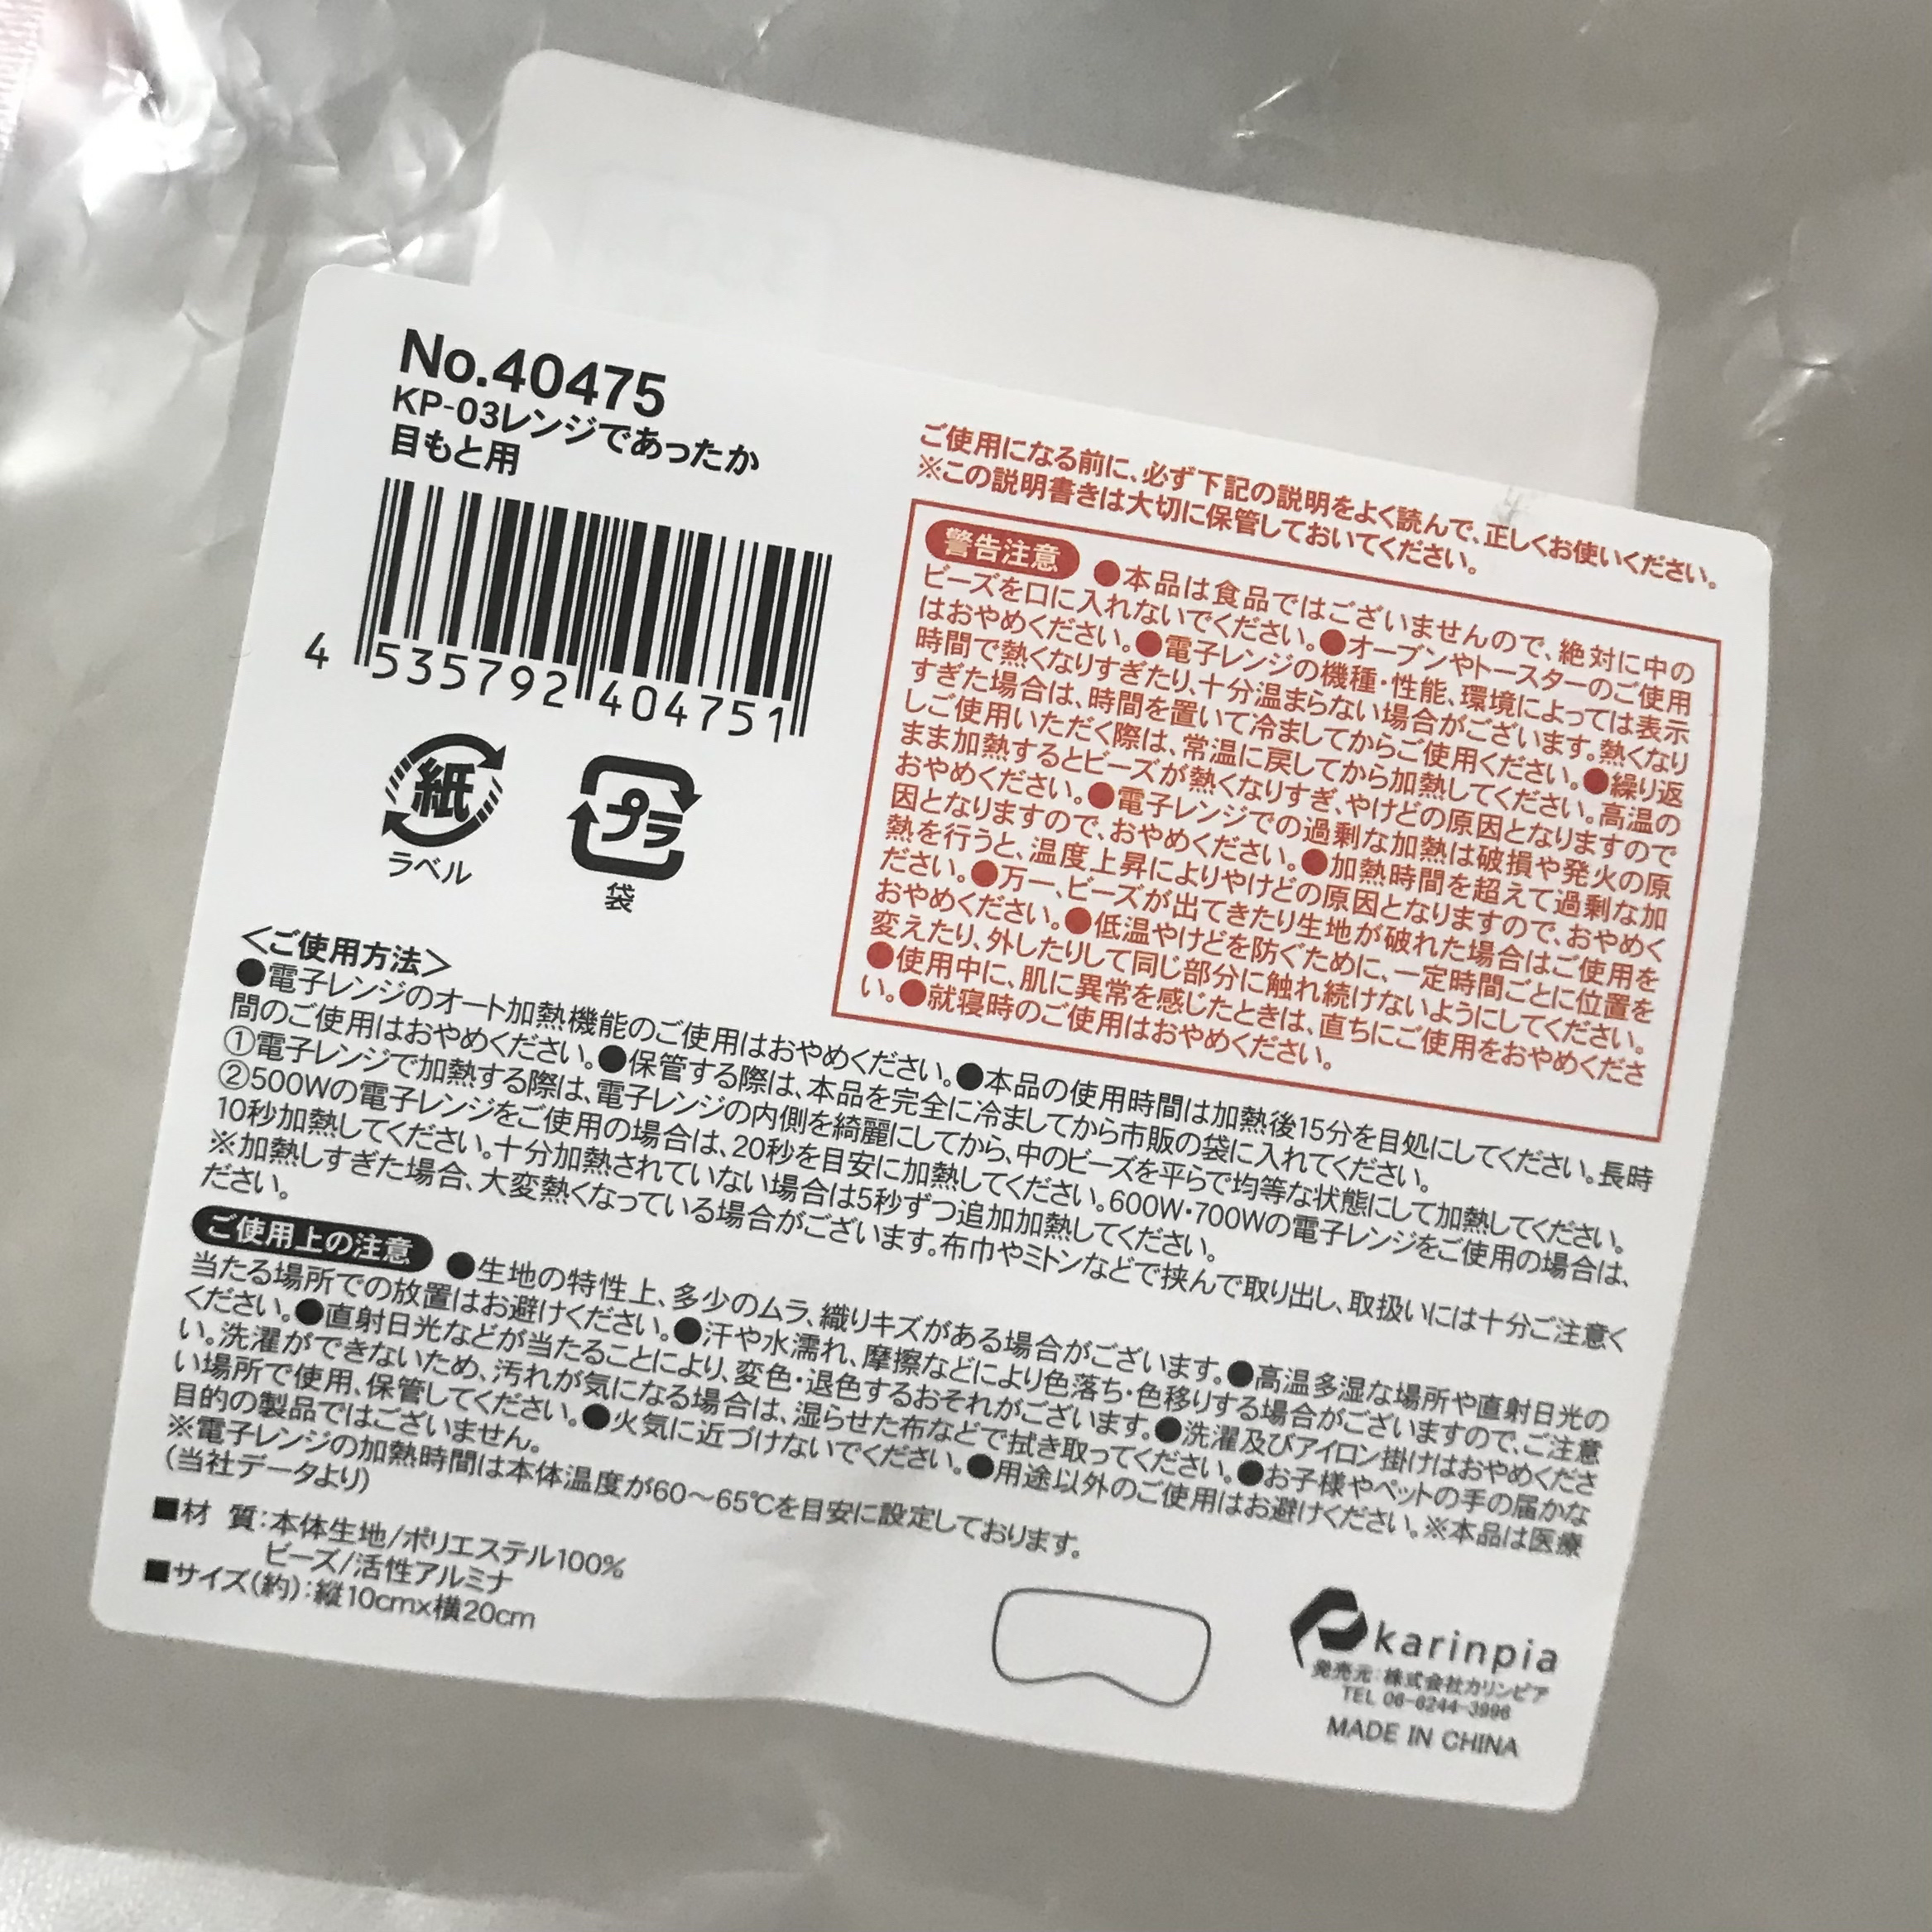 No.40475
KP-03レンジであったか
目もと用
4 535792 404751
紙
ラベル
プラ
袋
ご使用になる前に、必ず下記の説明をよく読んで、正しくお使いください。
※この説明書きは大切に保管しておいてください。
警告注意 ●本品は食品ではございませんので、絶対に中の
ビーズを口に入れないでください。●オーブンやトースターのご使用
はおやめください。●電子レンジの機種・性能、環境によっては表示
時間で熱くなりすぎたり、十分温まらない場合がございます。熱くなり
すぎた場合は、時間を置いて冷ましてからご使用ください。●繰り返
しご使用いただく際は、常温に戻してから加熱してください。高温の
まま加熱するとビーズが熱くなりすぎ、やけどの原因となりますので
おやめください。●電子レンジでの過剰な加熱は破損や発火の原
因となりますので、おやめください。●加熱時間を超えて過剰な加
熱を行うと、温度上昇によりやけどの原因となりますので、おやめく
ださい。●万一、ビーズが出てきたり生地が破れた場合はご使用を
おやめください。●低温やけどを防ぐために、一定時間ごとに位置を
変えたり、外したりして同じ部分に触れ続けないようにしてください。
●使用中に、肌に異常を感じたときは、直ちにご使用をおやめくださ
い。●就寝時のご使用はおやめください。
＜ご使用方法＞
●電子レンジのオート加熱機能のご使用はおやめください。●本品の使用時間は加熱後15分を目処にしてください。長時
間のご使用はおやめください。●保管する際は、本品を完全に冷ましてから市販の袋に入れてください。
①電子レンジで加熱する際は、電子レンジの内側を綺麗にしてから、中のビーズを平らで均等な状態にして加熱してください。
②500Wの電子レンジをご使用の場合は、20秒を目安に加熱してください。600W・700Wの電子レンジをご使用の場合は、
10秒加熱してください。十分加熱されていない場合は5秒ずつ追加加熱してください。
※加熱しすぎた場合、大変熱くなっている場合がございます。布巾やミトンなどで挟んで取り出し、取扱いには十分ご注意く
ださい。
ご使用上の注意 ●生地の特性上、多少のムラ、織りキズがある場合がございます。●高温多湿な場所や直射日光の
当たる場所での放置はお避けください。●汗や水濡れ、摩擦などにより色落ち・色移りする場合がございますので、ご注意
ください。●直射日光などが当たることにより、変色・退色するおそれがございます。●洗濯及びアイロン掛けはおやめくださ
い。洗濯ができないため、汚れが気になる場合は、湿らせた布などで拭き取ってください。●お子様やペットの手の届かな
い場所で使用、保管してください。●火気に近づけないでください。●用途以外のご使用はお避けください。※本品は医療
目的の製品ではございません。
※電子レンジの加熱時間は本体温度が60～65℃を目安に設定しております。
(当社データより)
■材 質：本体生地/ポリエステル100%
ビーズ/活性アルミナ
■サイズ(約)：縦10cmx横20cm
karinpia
発売元：株式会社カリンピア
TEL 06-6244-3996
MADE IN CHINA